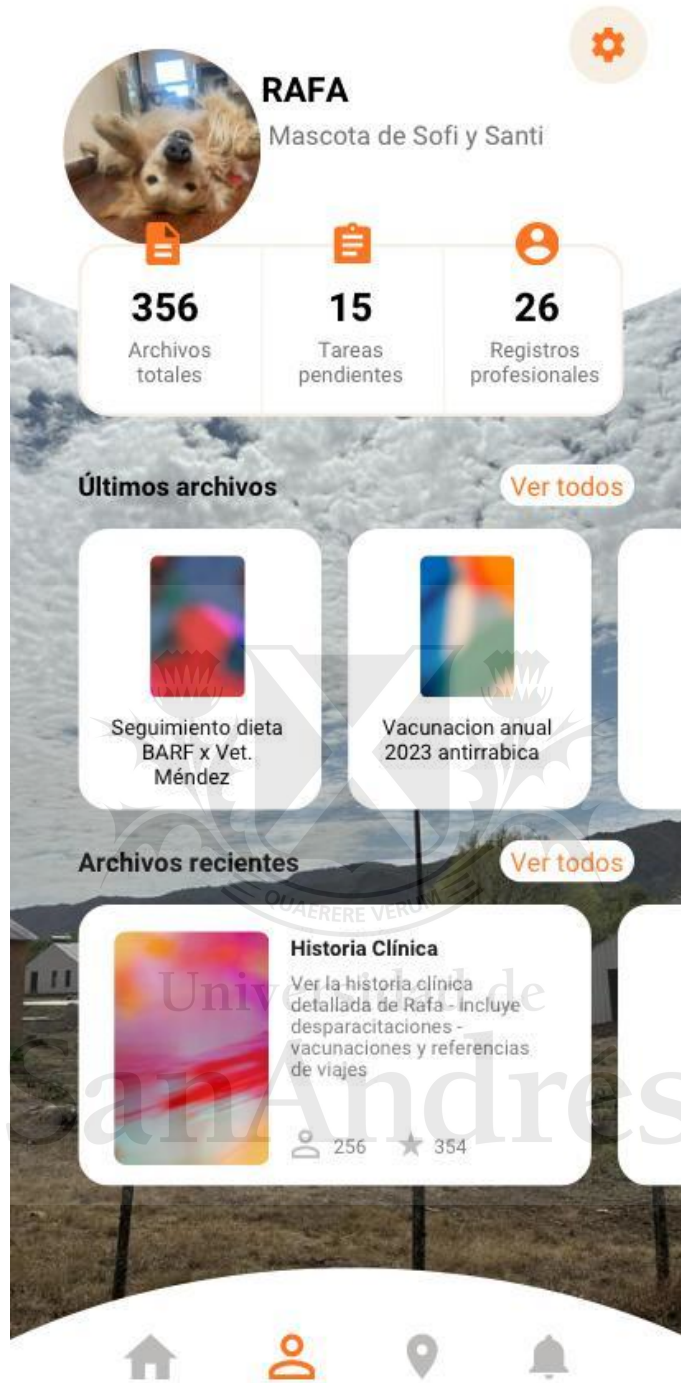 RAFA
Mascota de Sofi y Santi
356
15
26
Archivos
totales
Tareas
pendientes
Registros
profesionales
Últimos archivos
Ver todos
Seguimiento dieta
BARF x Vet.
Méndez
Vacunacion anual
2023 antirrabica
Archivos recientes
Ver todos
QUAERERE VERUM
Historia Clínica
Ver la historia clínica
detallada de Rafa - incluye
desparacitaciones -
vacunaciones y referencias
de viajes
256
354
Universidad de
SanAndres